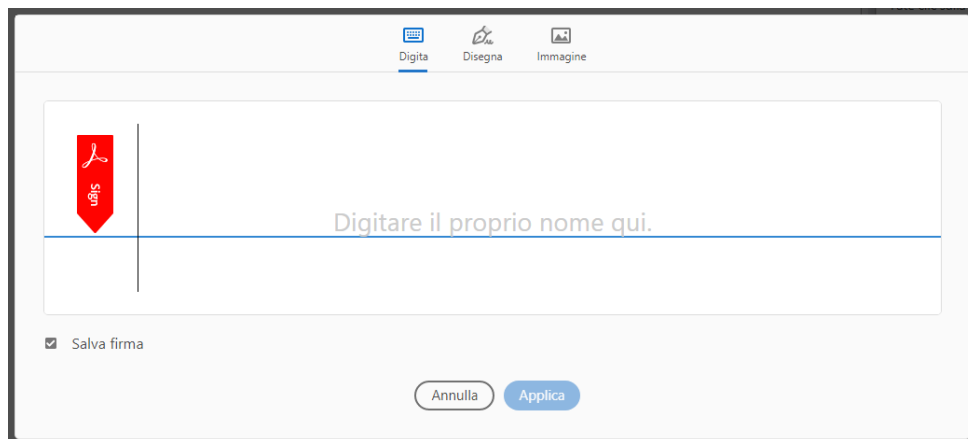 Digita Disegna Immagine
Sign
Digitare il proprio nome qui.
Salva firma
Annulla Applica